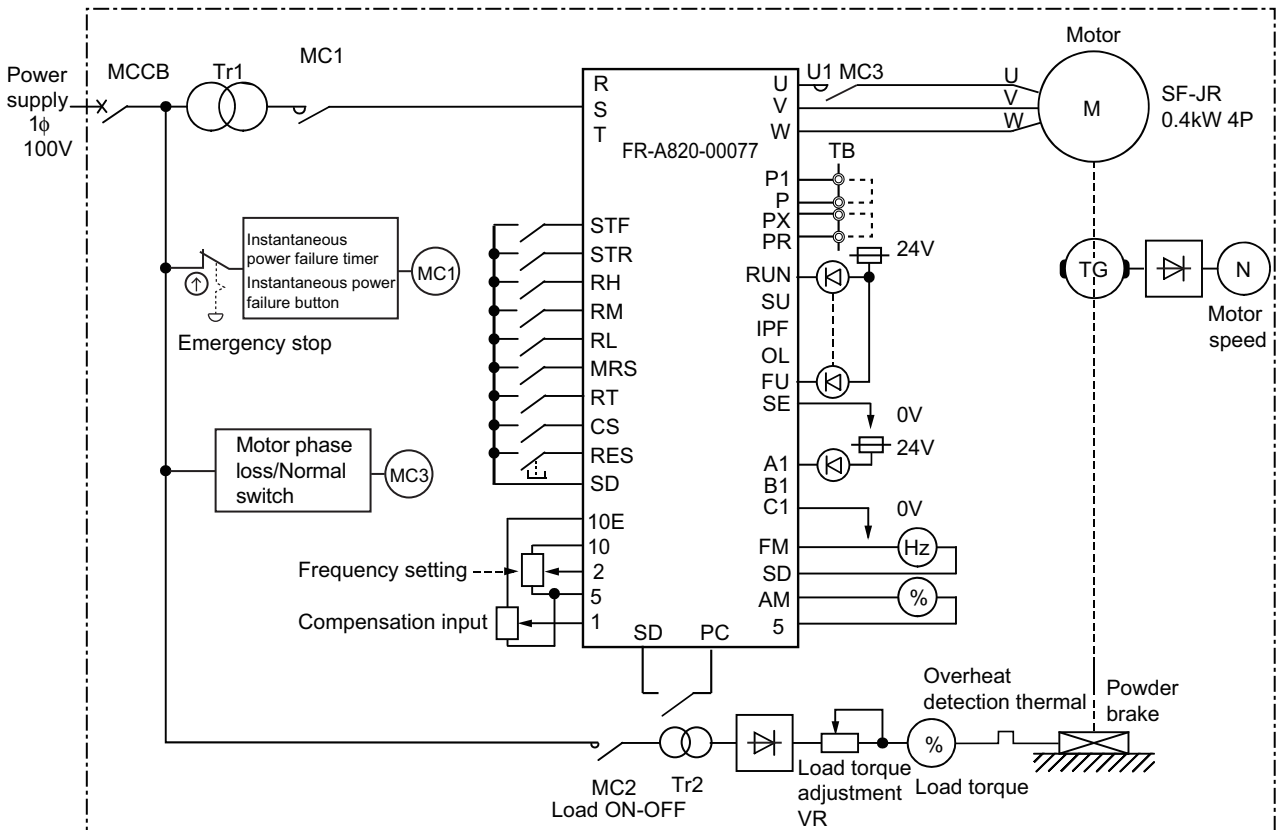 Power
supply
1ϕ
100V
MCCB
Tr1
MC1
R
S
T
FR-A820-00077
U
V
W
U1 MC3
U
V
W
Motor
M
SF-JR
0.4kW 4P
TB
P1
P
PX
PR
24V
RUN
SU
IPF
OL
FU
SE
0V
24V
A1
B1
C1
0V
FM
Hz
SD
AM
%
5
TG
N
Motor
speed
Instantaneous
power failure timer
Instantaneous power
failure button
MC1
Emergency stop
Motor phase
loss/Normal
switch
MC3
STF
STR
RH
RM
RL
MRS
RT
CS
RES
SD
10E
10
2
5
1
Frequency setting
Compensation input
SD
PC
MC2
Load ON-OFF
Tr2
Load torque
adjustment
VR
%
Load torque
Overheat
detection thermal
Powder
brake